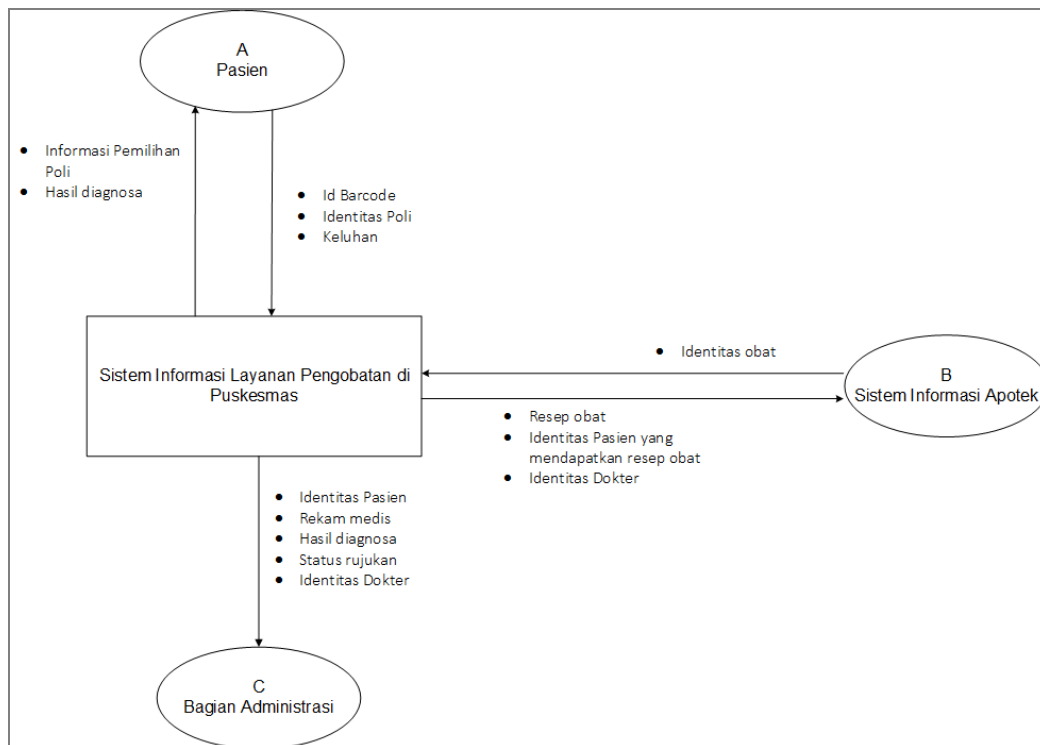 A
Pasien
● Informasi Pemilihan
Poli
● Hasil diagnosa
● Id Barcode
● Identitas Poli
● Keluhan
Sistem Informasi Layanan Pengobatan di
Puskesmas
● Identitas obat
B
Sistem Informasi Apotek
● Resep obat
● Identitas Pasien yang
mendapatkan resep obat
● Identitas Dokter
● Identitas Pasien
● Rekam medis
● Hasil diagnosa
● Status rujukan
● Identitas Dokter
C
Bagian Administrasi